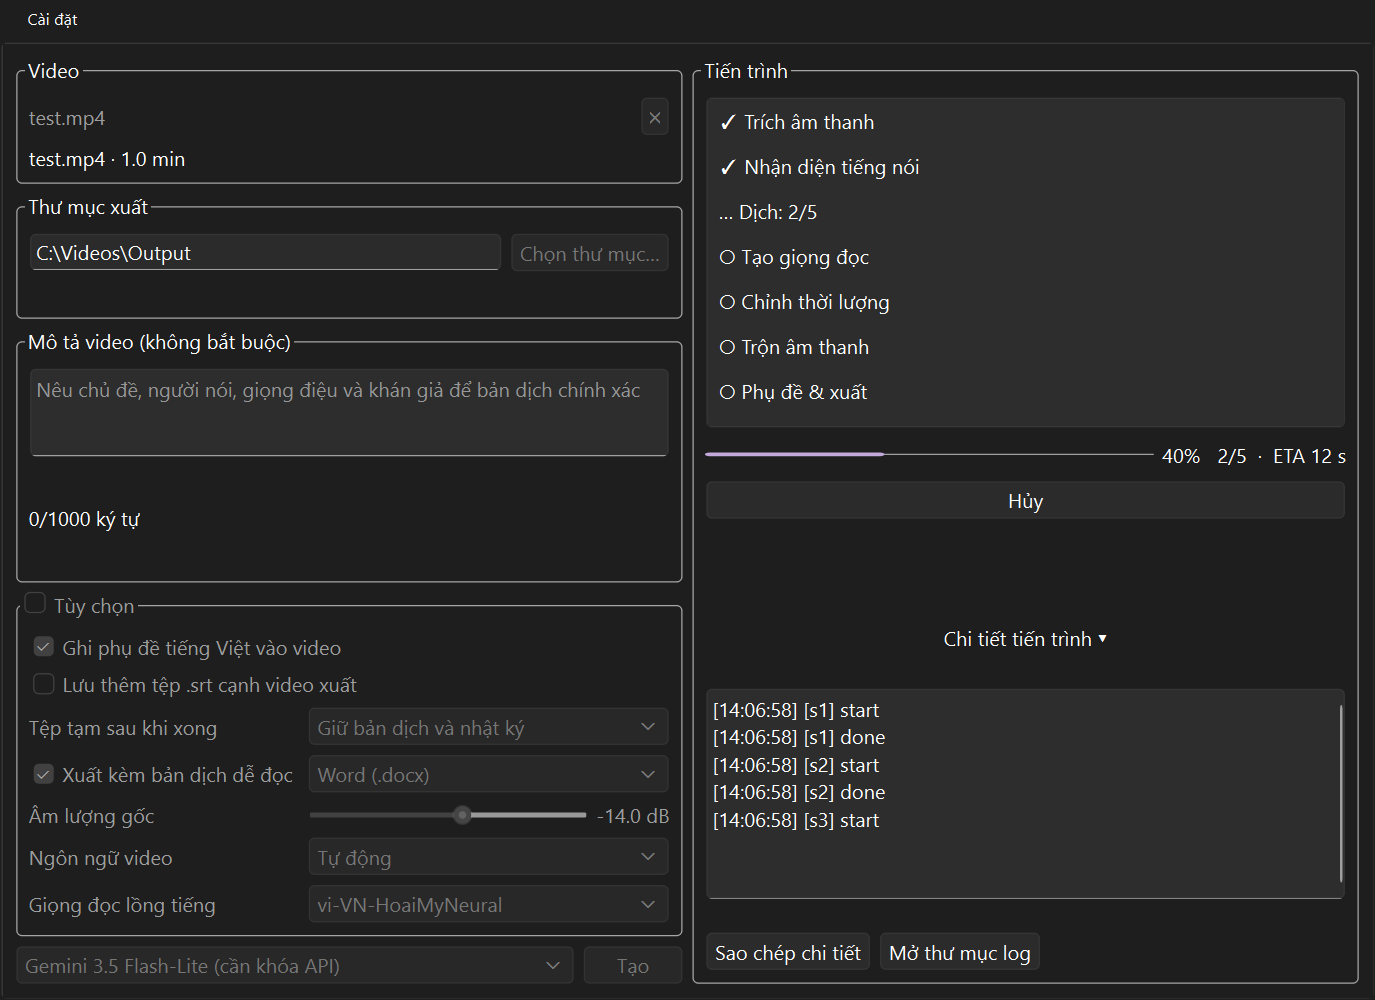 Cài đặt
Video
test.mp4
×
test.mp4 · 1.0 min
Thư mục xuất
C:\Videos\Output
Chọn thư mục...
Mô tả video (không bắt buộc)
Nêu chủ đề, người nói, giọng điệu và khán giả để bản dịch chính xác
0/1000 ký tự
Tùy chọn
Ghi phụ đề tiếng Việt vào video
Lưu thêm tệp .srt cạnh video xuất
Tệp tạm sau khi xong
Giữ bản dịch và nhật ký
Xuất kèm bản dịch dễ đọc
Word (.docx)
Âm lượng gốc
-14.0 dB
Ngôn ngữ video
Tự động
Giọng đọc lồng tiếng
vi-VN-HoaiMyNeural
Gemini 3.5 Flash-Lite (cần khóa API)
Tạo
Tiến trình
✓ Trích âm thanh
✓ Nhận diện tiếng nói
... Dịch: 2/5
○ Tạo giọng đọc
○ Chỉnh thời lượng
○ Trộn âm thanh
○ Phụ đề & xuất
40% 2/5 · ETA 12 s
Hủy
Chi tiết tiến trình ▾
[14:06:58] [s1] start
[14:06:58] [s1] done
[14:06:58] [s2] start
[14:06:58] [s2] done
[14:06:58] [s3] start
Sao chép chi tiết
Mở thư mục log